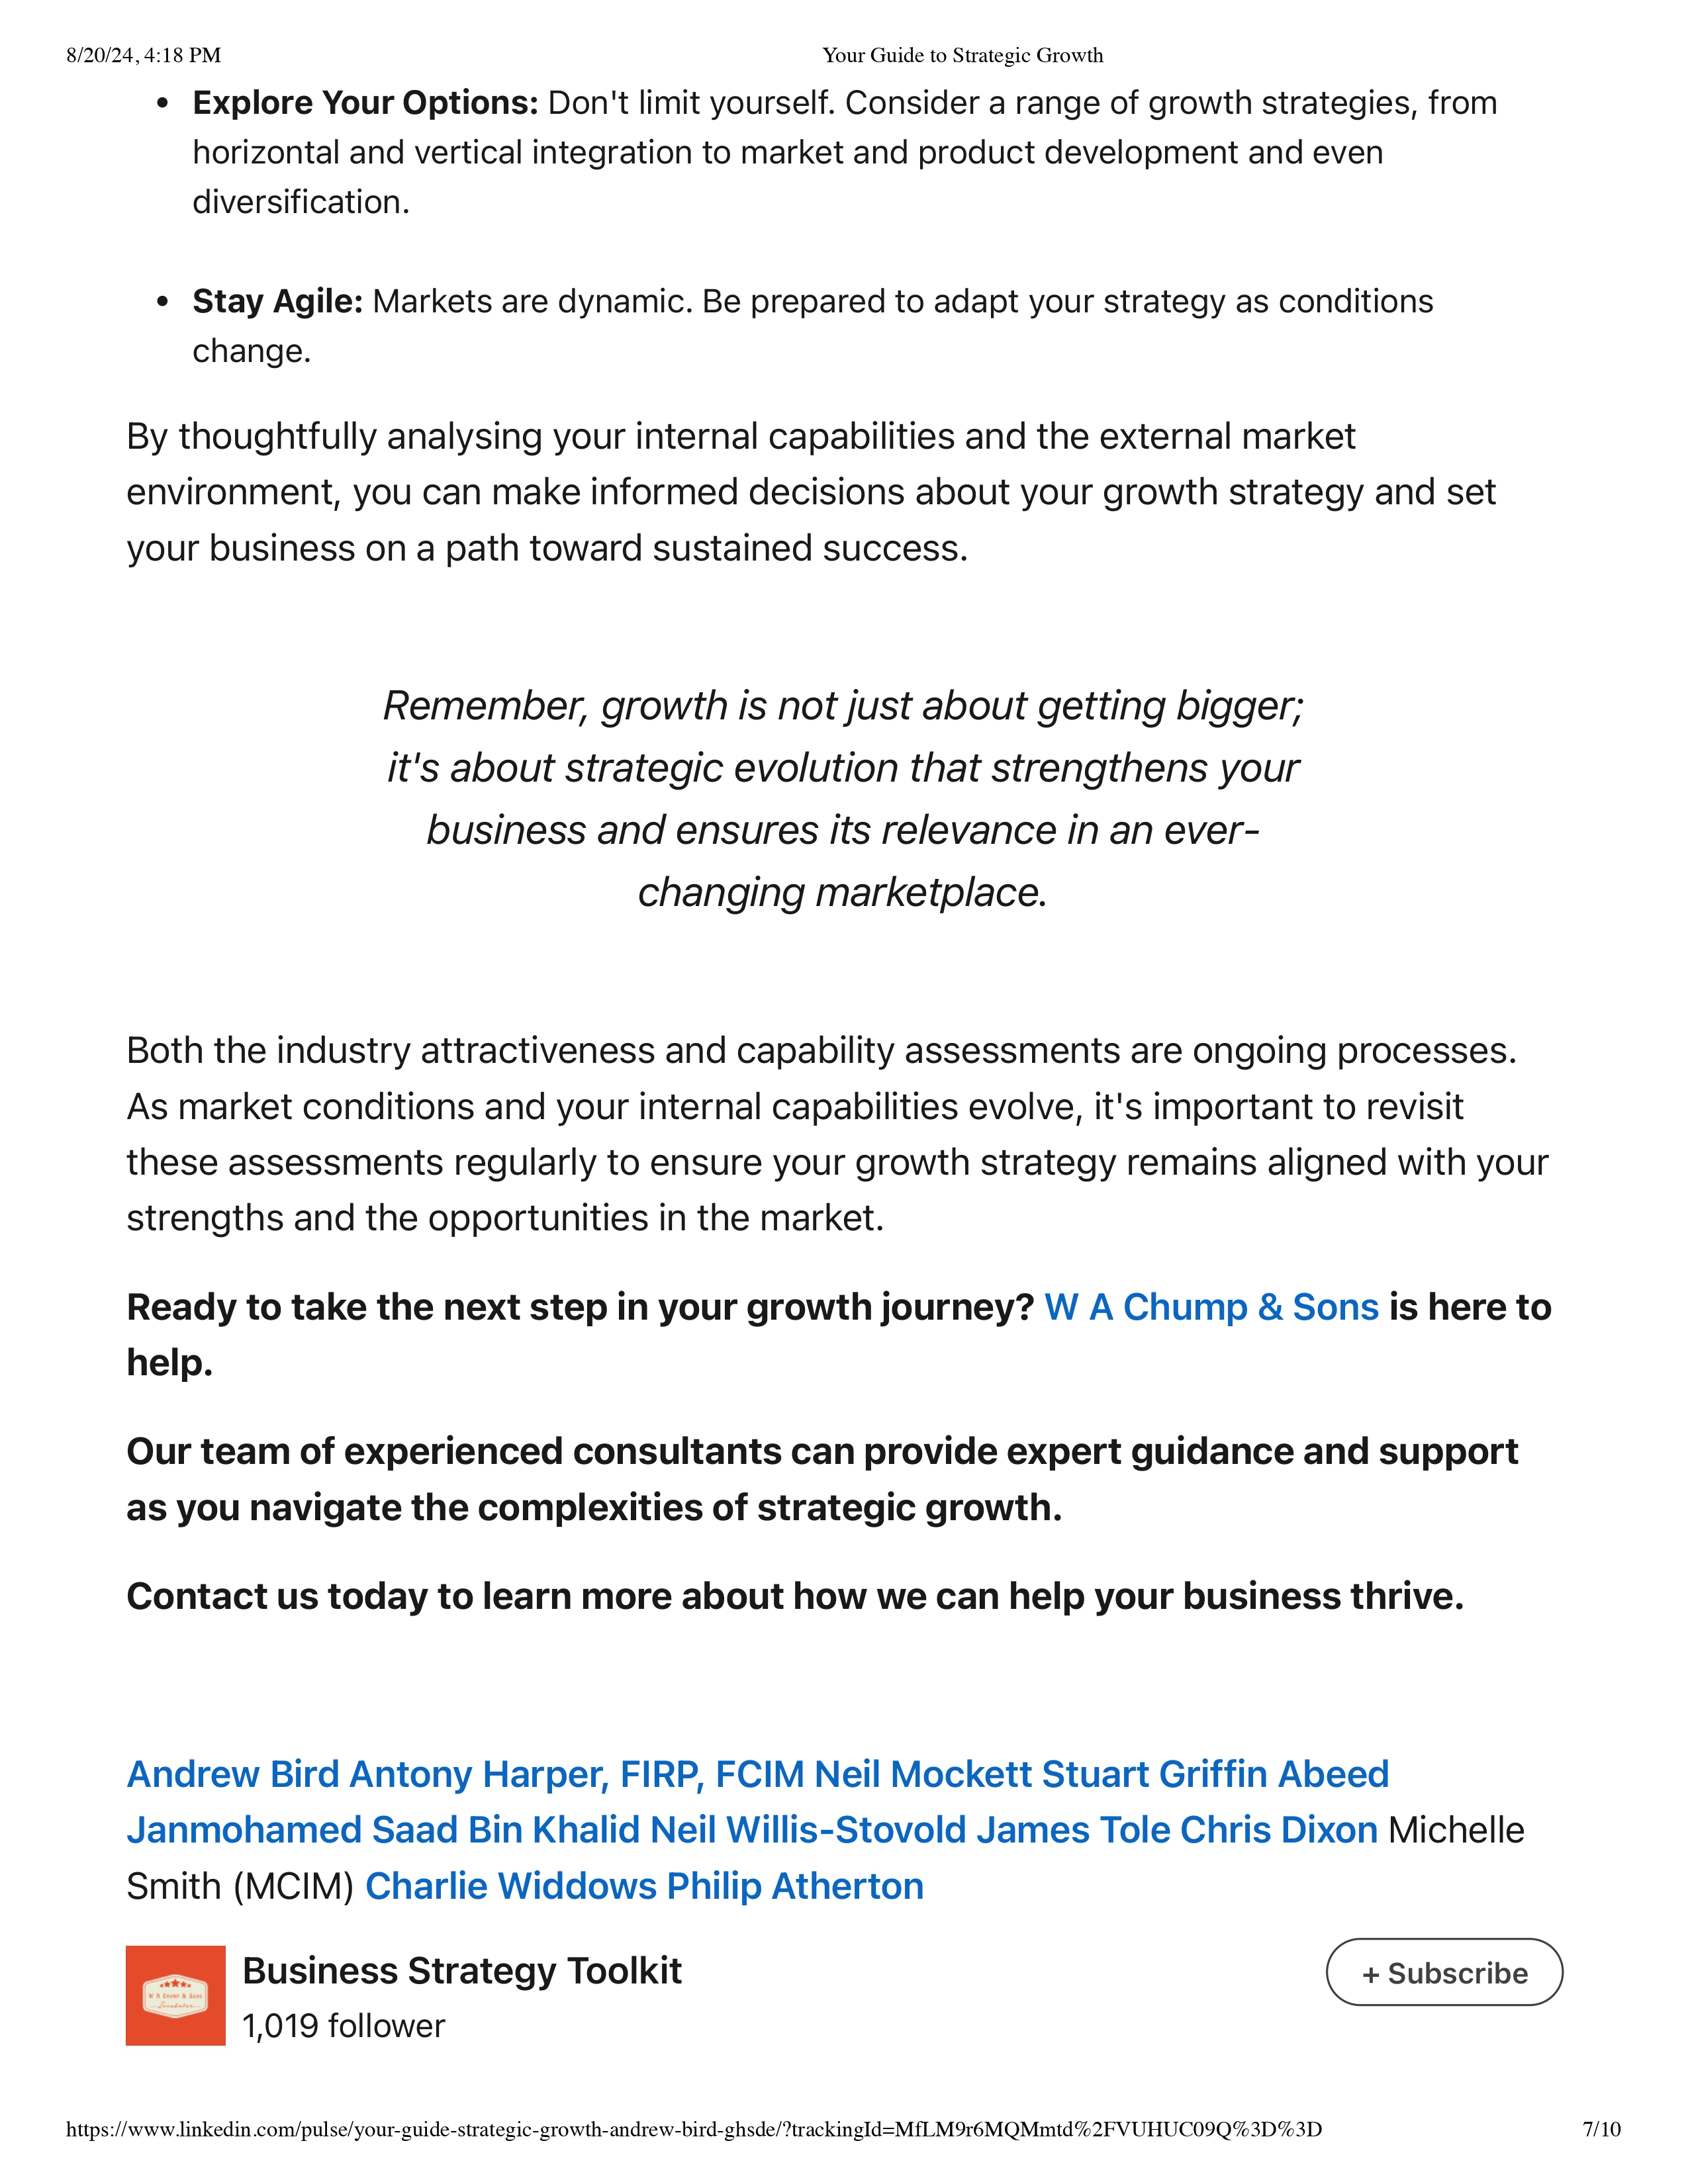 8/20/24, 4:18 PM
Your Guide to Strategic Growth
• Explore Your Options: Don't limit yourself. Consider a range of growth strategies, from
horizontal and vertical integration to market and product development and even
diversification.
• Stay Agile: Markets are dynamic. Be prepared to adapt your strategy as conditions
change.
By thoughtfully analysing your internal capabilities and the external market
environment, you can make informed decisions about your growth strategy and set
your business on a path toward sustained success.
Remember, growth is not just about getting bigger;
it's about strategic evolution that strengthens your
business and ensures its relevance in an ever-
changing marketplace.
Both the industry attractiveness and capability assessments are ongoing processes.
As market conditions and your internal capabilities evolve, it's important to revisit
these assessments regularly to ensure your growth strategy remains aligned with your
strengths and the opportunities in the market.
Ready to take the next step in your growth journey? W A Chump & Sons is here to
help.
Our team of experienced consultants can provide expert guidance and support
as you navigate the complexities of strategic growth.
Contact us today to learn more about how we can help your business thrive.
Andrew Bird Antony Harper, FIRP, FCIM Neil Mockett Stuart Griffin Abeed
Janmohamed Saad Bin Khalid Neil Willis-Stovold James Tole Chris Dixon Michelle
Smith (MCIM) Charlie Widdows Philip Atherton
W A Chump & Sons
Incubator
Business Strategy Toolkit
1,019 follower
+ Subscribe
https://www.linkedin.com/pulse/your-guide-strategic-growth-andrew-bird-ghsde/?trackingId=MfLM9r6MQMmtd%2FVUHUC09Q%3D%3D
7/10